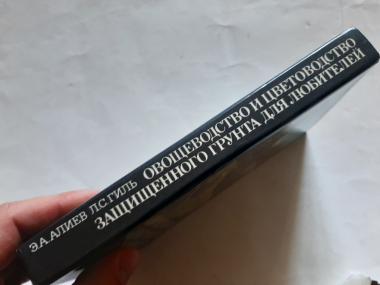 Э.А.АЛИЕВ Л.С.ГИЛЬ ОВОЩЕВОДСТВО И ЦВЕТОВОДСТВО
ЗАЩИЩЕННОГО ГРУНТА ДЛЯ ЛЮБИТЕЛЕЙ